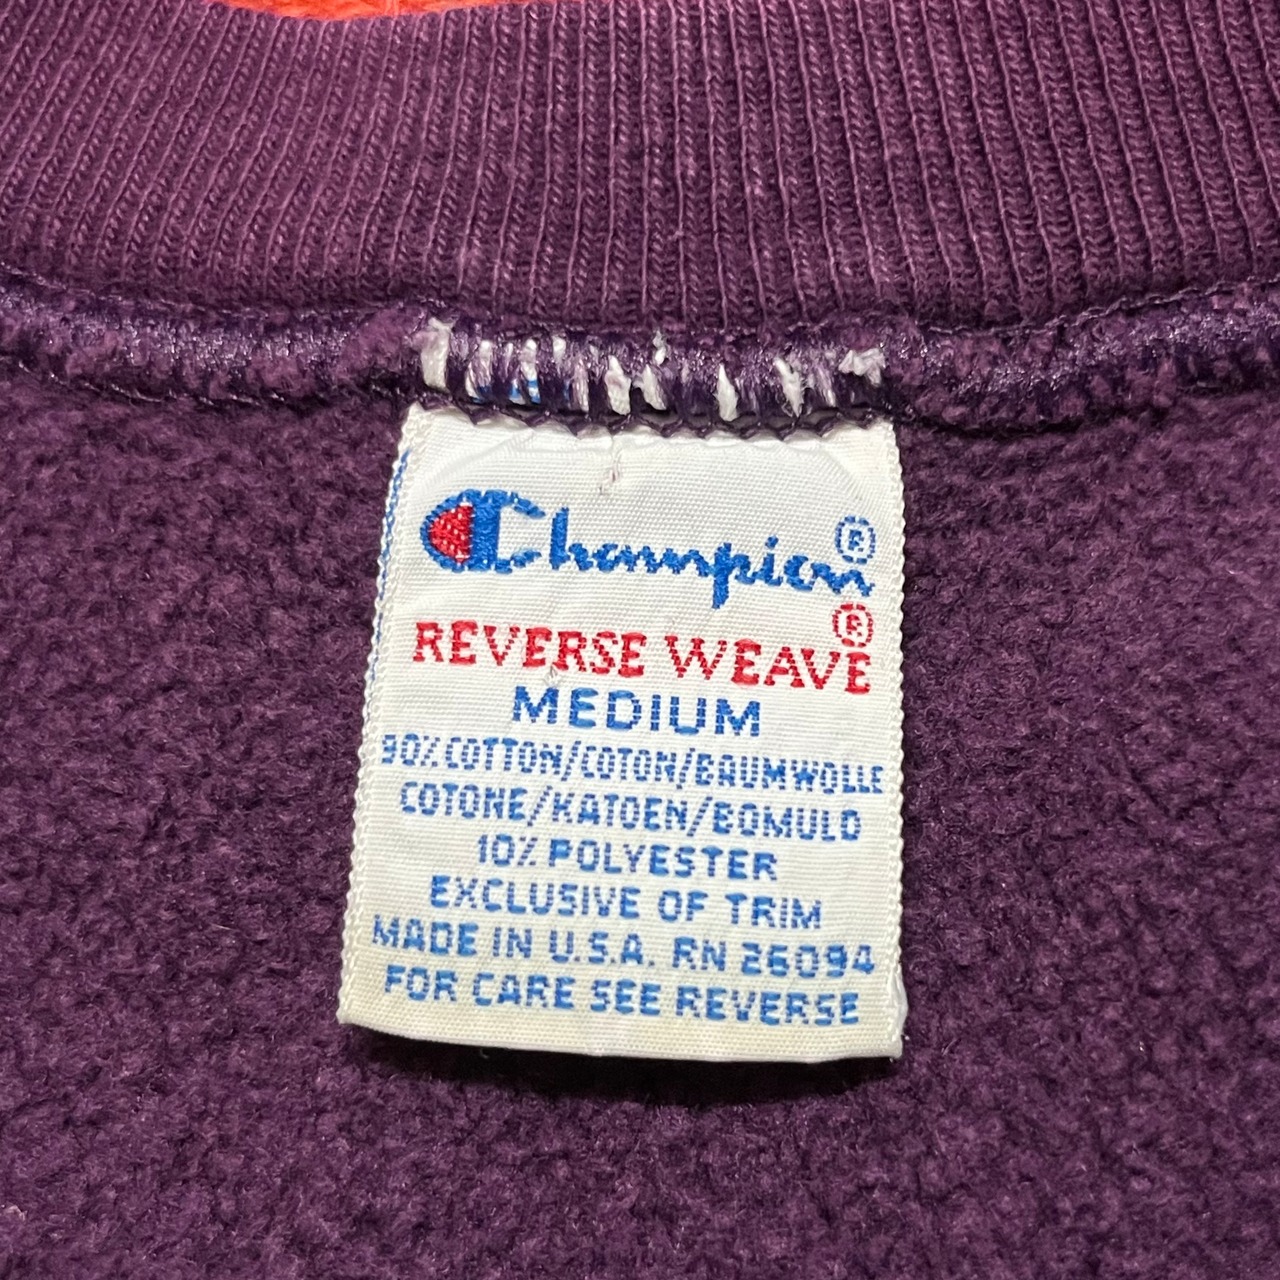 Champion®
REVERSE WEAVE®
MEDIUM
90% COTTON/COTON/BAUMWOLLE
COTONE/KATOEN/BOMULD
10% POLYESTER
EXCLUSIVE OF TRIM
MADE IN U.S.A. RN 26094
FOR CARE SEE REVERSE